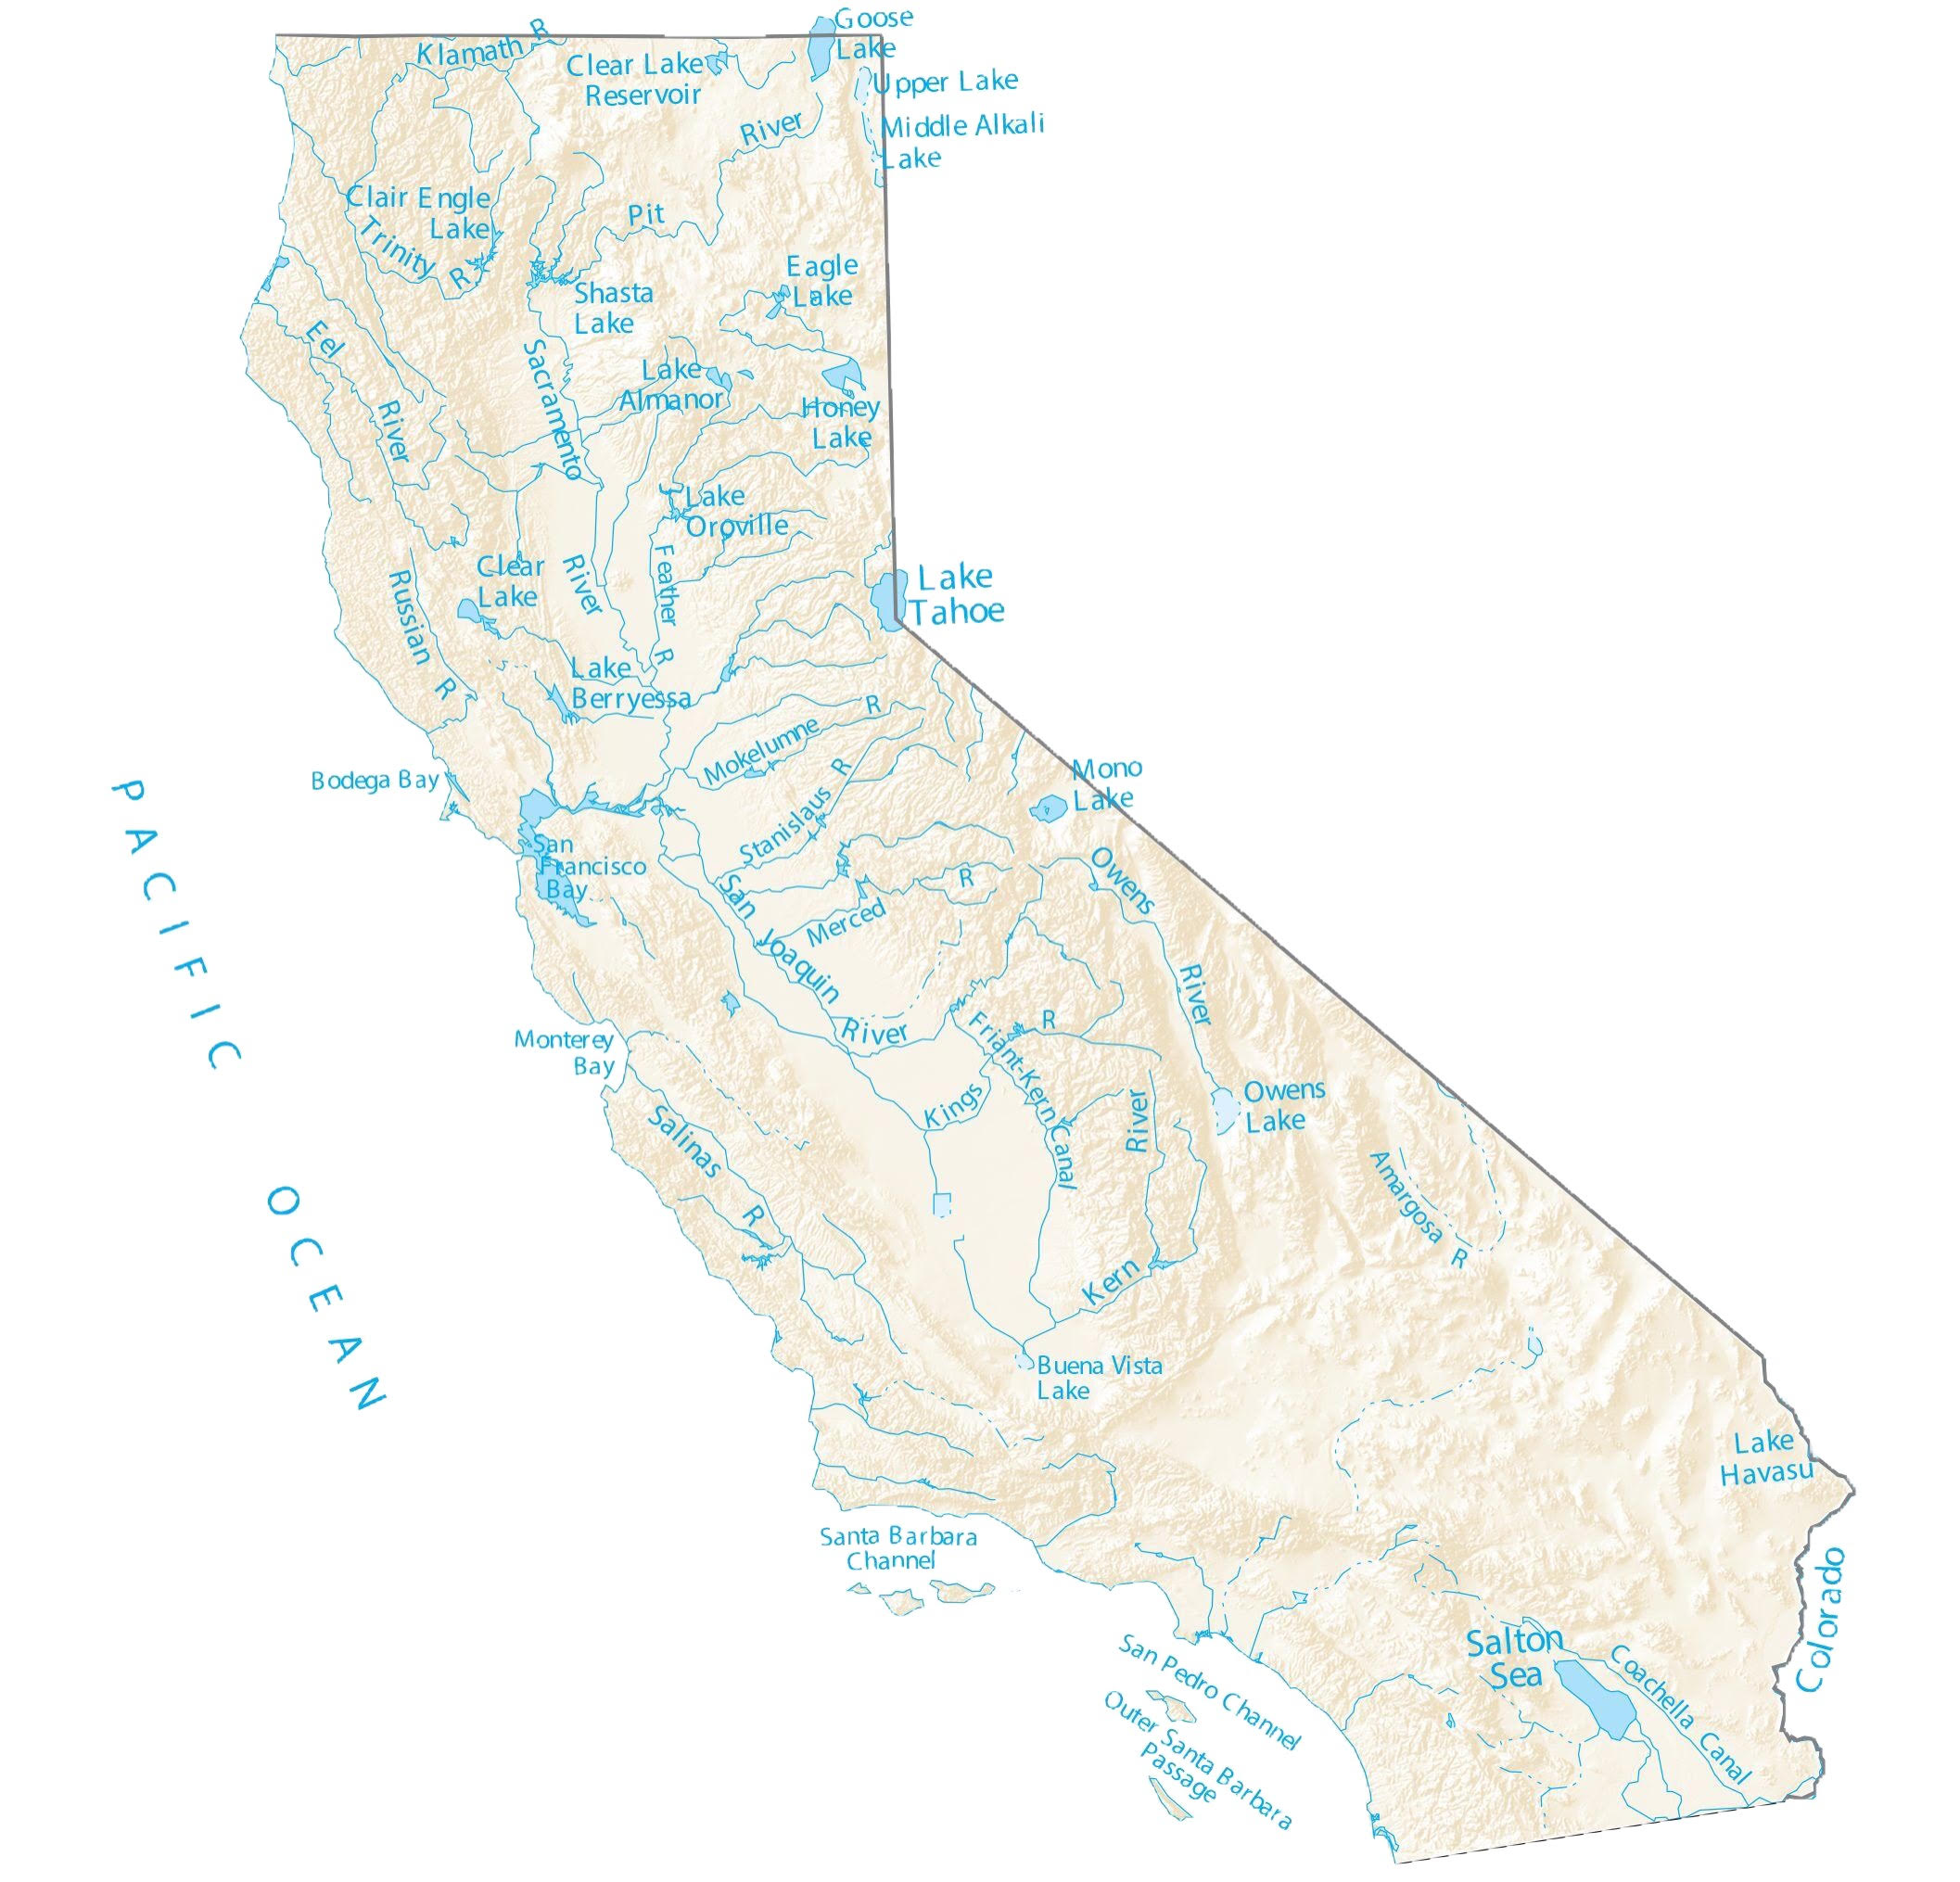 Klamath R
Goose
Lake
Clear Lake
Reservoir
Upper Lake
Middle Alkali
Lake
River
Pit
Clair Engle
Lake
Trinity R
Shasta
Lake
Eagle
Lake
Eel
River
Sacramento
River
Lake
Almanor
Honey
Lake
Lake
Oroville
Feather R
Clear
Lake
Russian R
Lake
Tahoe
Lake
Berryessa
Mokelumne R
Bodega Bay
Stanislaus R
Mono
Lake
San
Francisco
Bay
PACIFIC OCEAN
Owens
River
Merced R
San Joaquin
River
Monterey
Bay
Friant-Kern Canal
Kings R
Owens
Lake
Salinas R
Kern
River
Amargosa R
Buena Vista
Lake
Lake
Havasu
Santa Barbara
Channel
Colorado
San Pedro Channel
Outer Santa Barbara
Passage
Salton
Sea
Coachella Canal